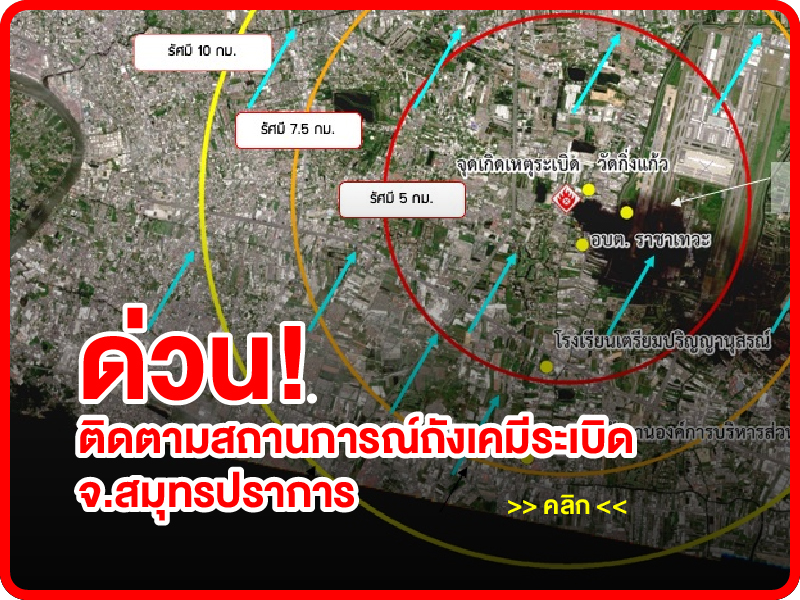 รัศมี 10 กม.
รัศมี 7.5 กม.
จุดเกิดเหตุระเบิด วัดกิ่งแก้ว
รัศมี 5 กม.
อบต. ราชาเทวะ
โรงเรียนเตรียมปริญญานุสรณ์
ด่วน!
ติดตามสถานการณ์ถังเคมีระเบิด
านองค์การบริหารส่วน
จ.สมุทรปราการ
>> คลิก <<